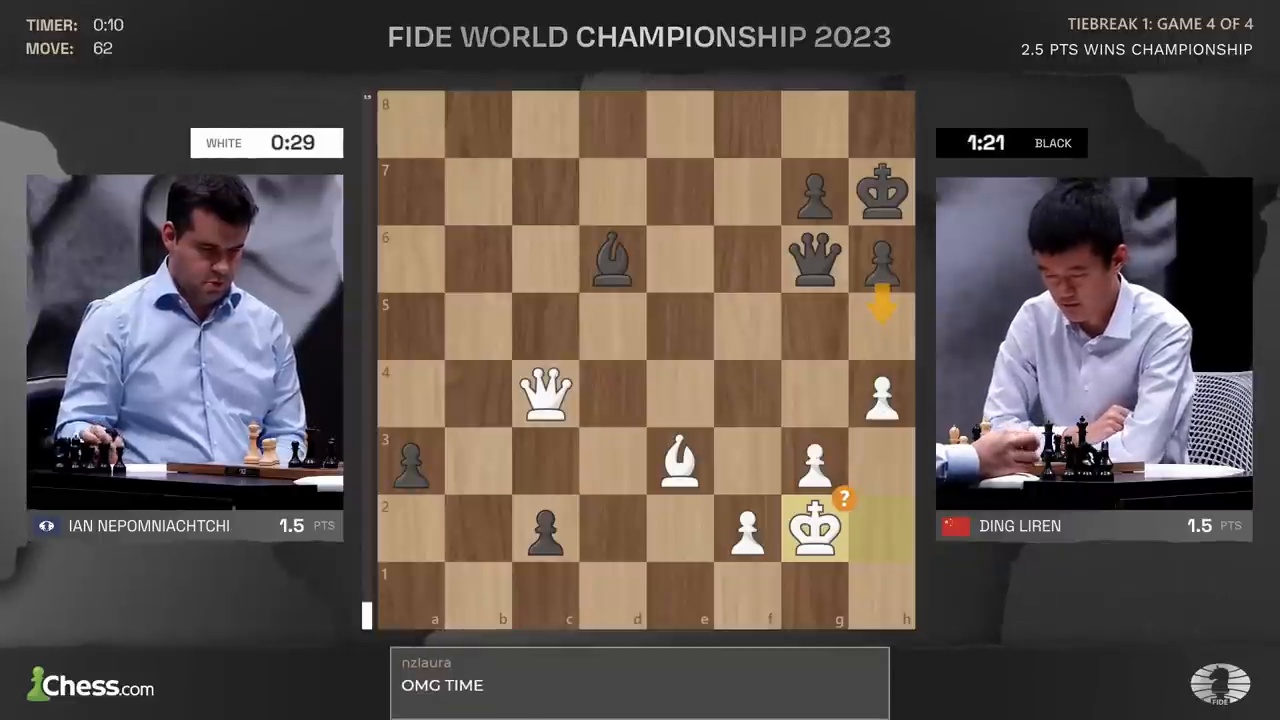 TIMER: 0:10
MOVE: 62
FIDE WORLD CHAMPIONSHIP 2023
TIEBREAK 1: GAME 4 OF 4
2.5 PTS WINS CHAMPIONSHIP
WHITE 0:29
1:21 BLACK
8
7
6
5
4
3
2
?
1
a b c d e f g h
IAN NEPOMNIACHTCHI 1.5 PTS
DING LIREN 1.5 PTS
nzlaura
OMG TIME
Chess.com
FIDE